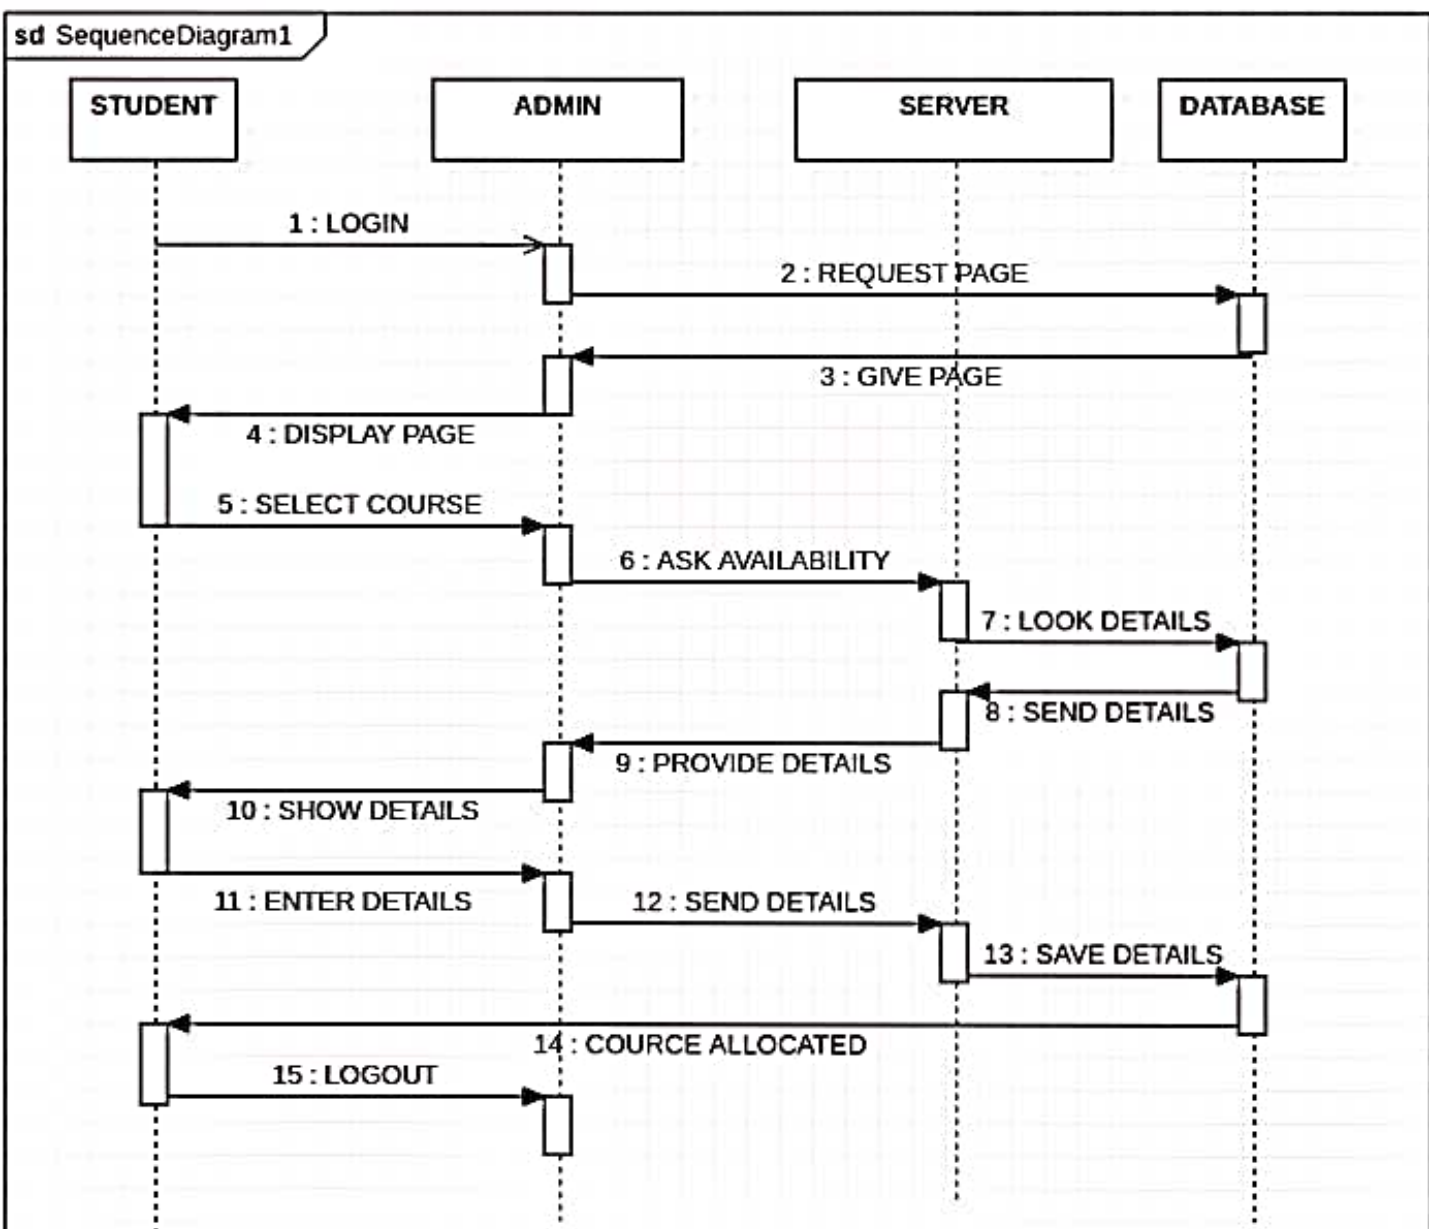 sd SequenceDiagram1
STUDENT
ADMIN
SERVER
DATABASE
1 : LOGIN
2 : REQUEST PAGE
3 : GIVE PAGE
4 : DISPLAY PAGE
5 : SELECT COURSE
6 : ASK AVAILABILITY
7 : LOOK DETAILS
8 : SEND DETAILS
9 : PROVIDE DETAILS
10 : SHOW DETAILS
11 : ENTER DETAILS
12 : SEND DETAILS
13 : SAVE DETAILS
14 : COURCE ALLOCATED
15 : LOGOUT